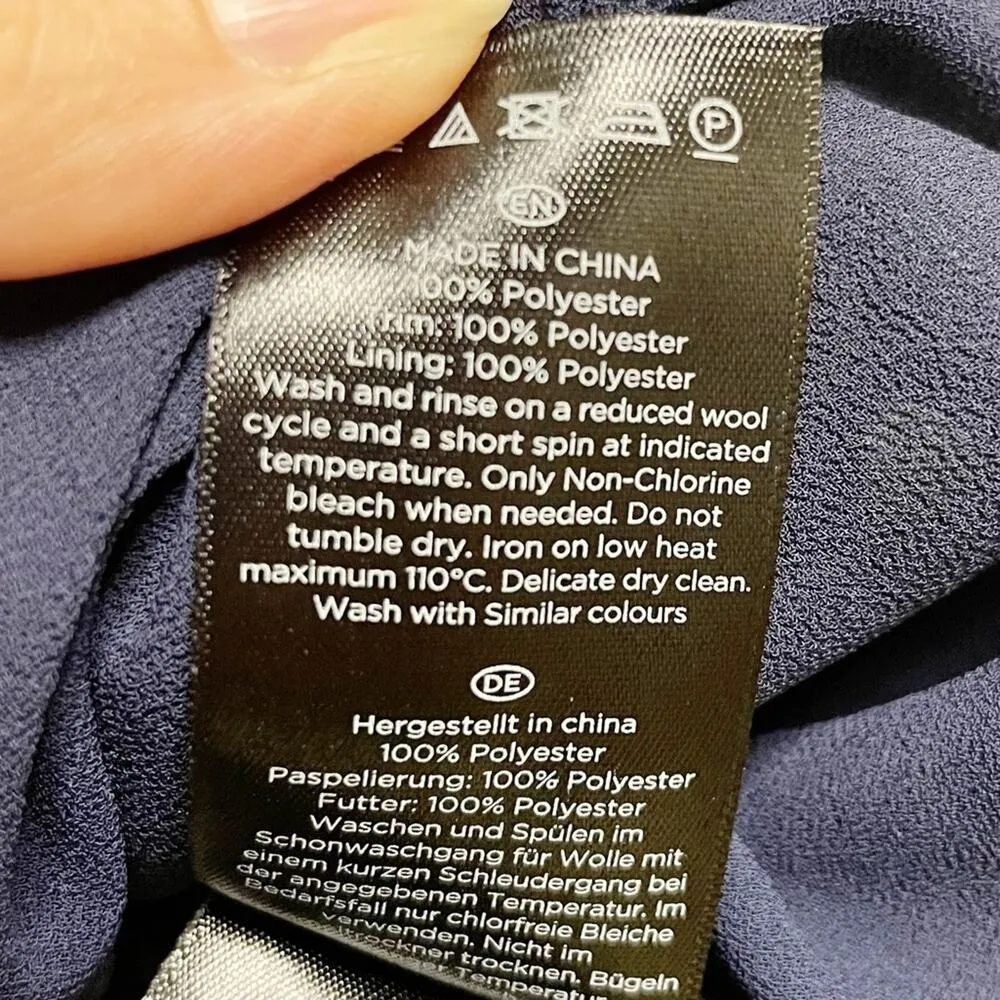 P
EN
MADE IN CHINA
100% Polyester
Trim: 100% Polyester
Lining: 100% Polyester
Wash and rinse on a reduced wool
cycle and a short spin at indicated
temperature. Only Non-Chlorine
bleach when needed. Do not
tumble dry. Iron on low heat
maximum 110°C. Delicate dry clean.
Wash with Similar colours
DE
Hergestellt in china
100% Polyester
Paspelierung: 100% Polyester
Futter: 100% Polyester
Waschen und Spülen im
Schonwaschgang für Wolle mit
einem kurzen Schleudergang bei
der angegebenen Temperatur. Im
Bedarfsfall nur chlorfreie Bleiche
verwenden. Nicht im
trockner trocknen. Bügeln
Temperatur